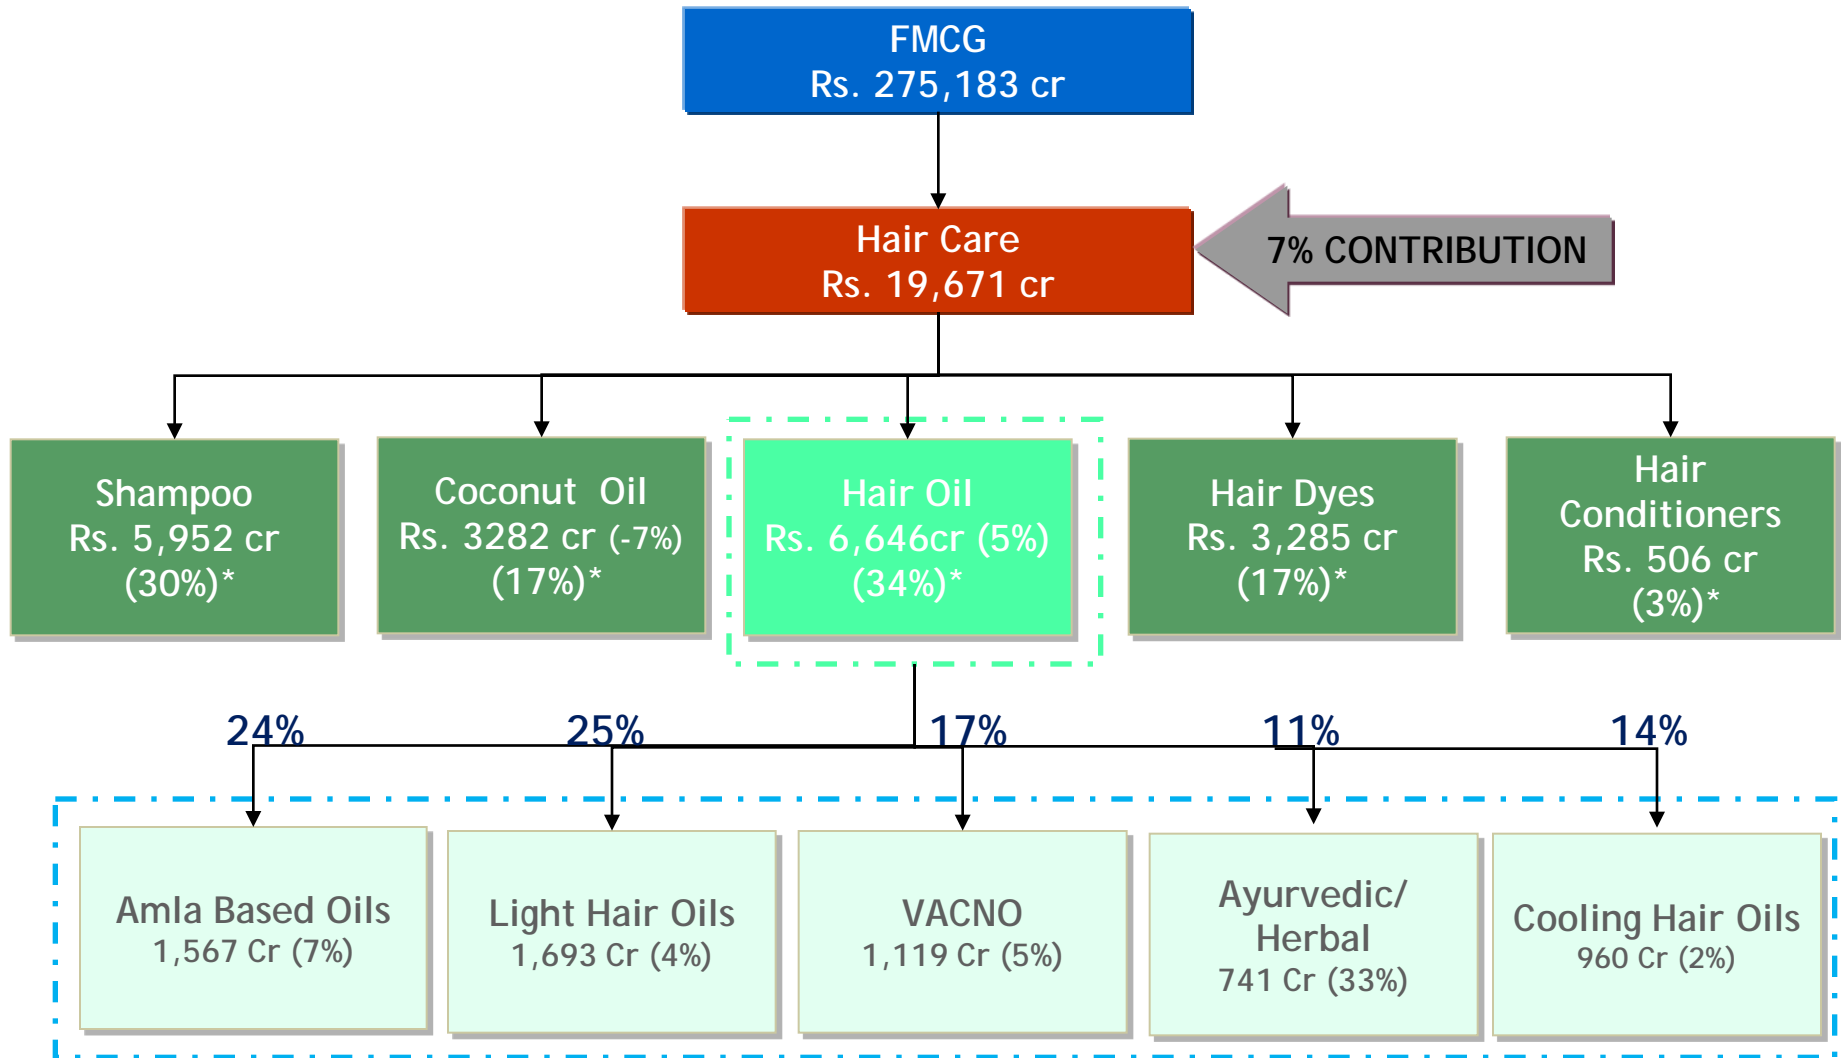 FMCG
Rs. 275,183 cr
Hair Care
Rs. 19,671 cr
7% CONTRIBUTION
Shampoo
Rs. 5,952 cr
(30%)*
Coconut Oil
Rs. 3282 cr (-7%)
(17%)*
Hair Oil
Rs. 6,646cr (5%)
(34%)*
Hair Dyes
Rs. 3,285 cr
(17%)*
Hair
Conditioners
Rs. 506 cr
(3%)*
24%
25%
17%
11%
14%
Amla Based Oils
1,567 Cr (7%)
Light Hair Oils
1,693 Cr (4%)
VACNO
1,119 Cr (5%)
Ayurvedic/
Herbal
741 Cr (33%)
Cooling Hair Oils
960 Cr (2%)